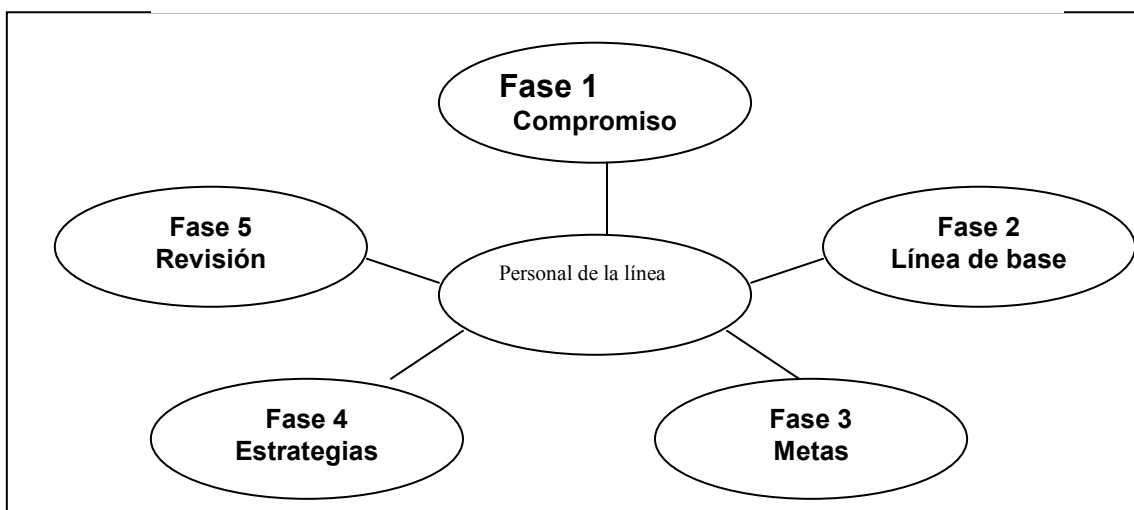 Fase 1
Compromiso
Fase 5
Revisión
Fase 2
Línea de base
Personal de la línea
Fase 4
Estrategias
Fase 3
Metas